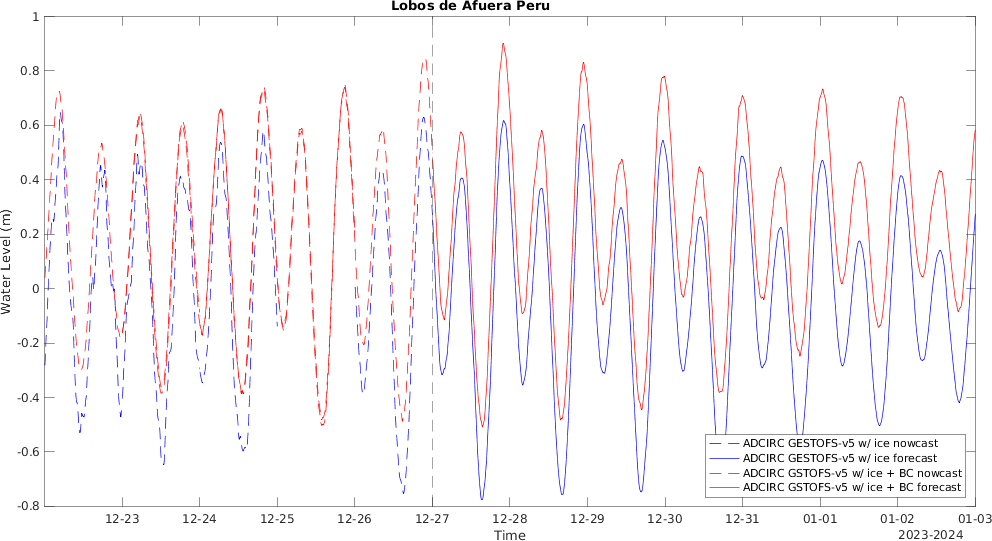 Lobos de Afuera Peru
Water Level (m)
1
0.8
0.6
0.4
0.2
0
-0.2
-0.4
-0.6
-0.8
ADCIRC GESTOFS-v5 w/ ice nowcast
ADCIRC GESTOFS-v5 w/ ice forecast
ADCIRC GSTOFS-v5 w/ ice + BC nowcast
ADCIRC GSTOFS-v5 w/ ice + BC forecast
12-23 12-24 12-25 12-26 12-27 12-28 12-29 12-30 12-31 01-01 01-02 01-03
Time
2023-2024